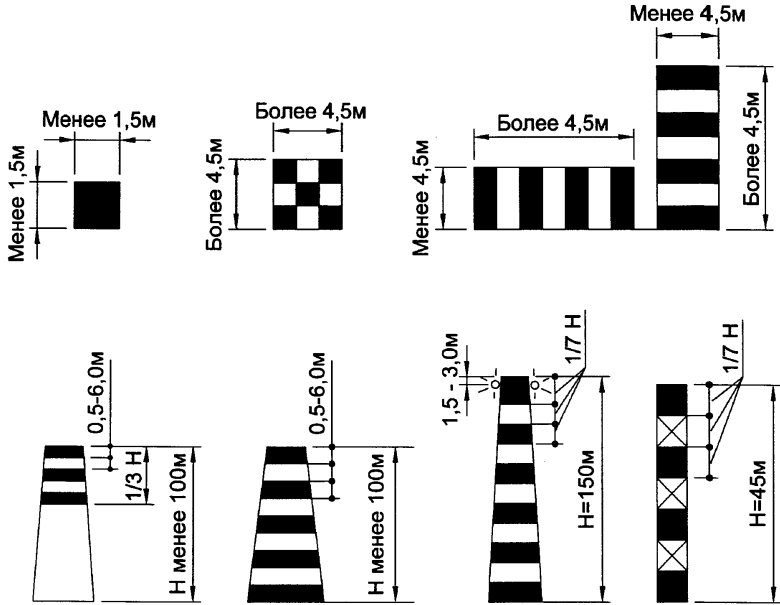 Менее 1,5м
Менее 1,5м
Более 4,5м
Более 4,5м
Более 4,5м
Менее 4,5м
Менее 4,5м
Более 4,5м
0,5-6,0м
1/3 Н
Н менее 100м
0,5-6,0м
Н менее 100м
1,5 - 3,0м
1/7 Н
Н=150м
1/7 Н
Н=45м